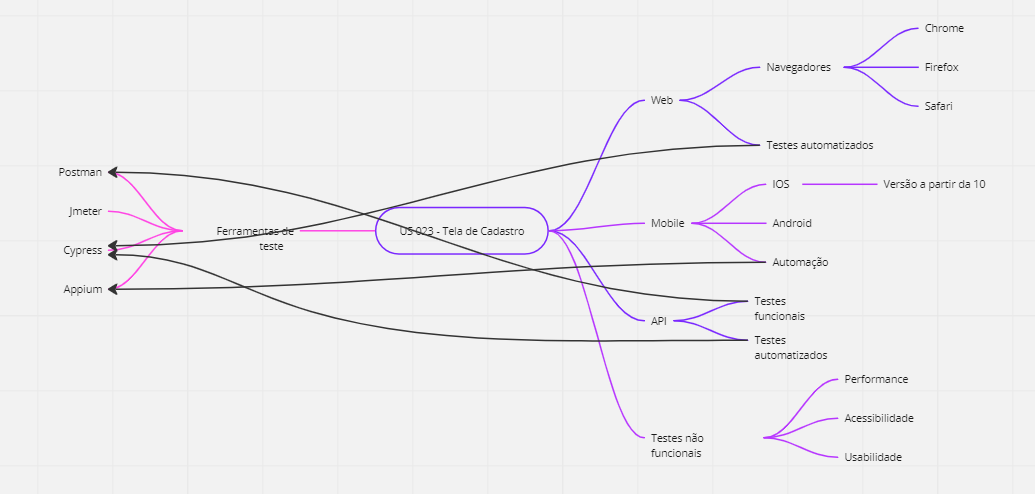 Postman
Jmeter
Cypress
Appium
Ferramentas de
teste
US 023 - Tela de Cadastro
Web
Navegadores
Chrome
Firefox
Safari
Testes automatizados
Mobile
IOS
Versão a partir da 10
Android
Automação
API
Testes
funcionais
Testes
automatizados
Testes não
funcionais
Performance
Acessibilidade
Usabilidade